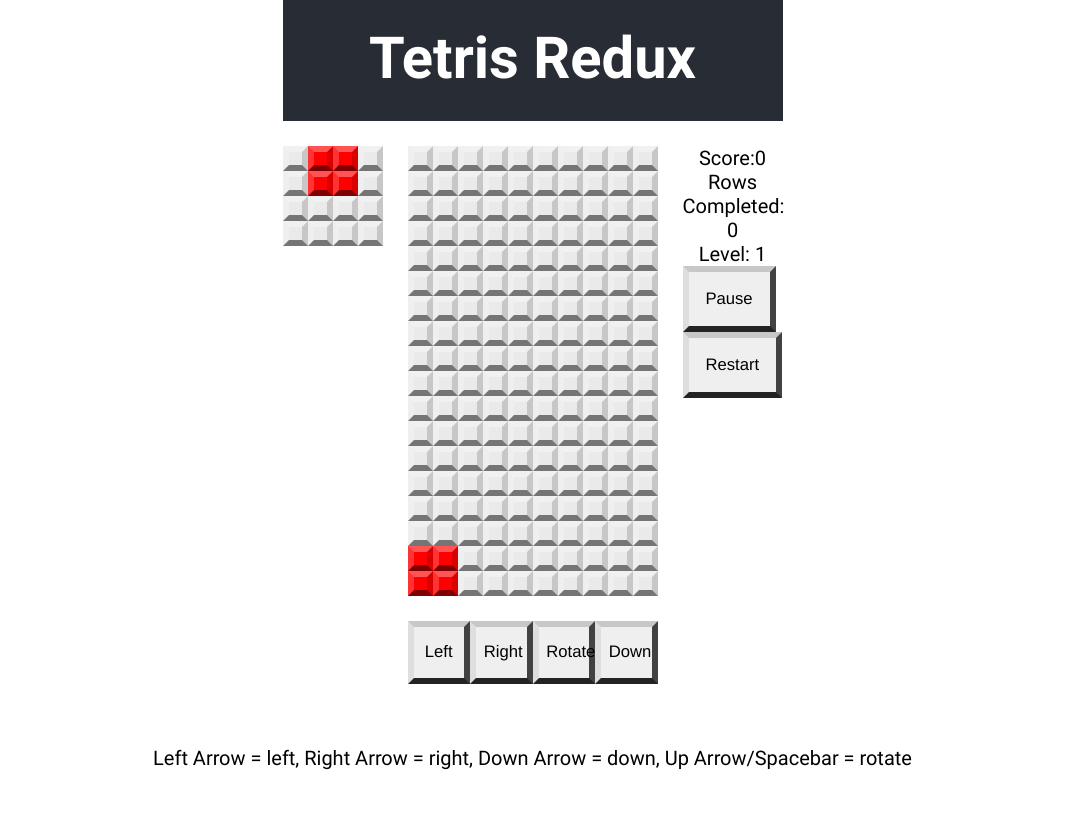 Tetris Redux
Score:0
Rows
Completed:
0
Level: 1
Pause
Restart
Left
Right
Rotate
Down
Left Arrow = left, Right Arrow = right, Down Arrow = down, Up Arrow/Spacebar = rotate